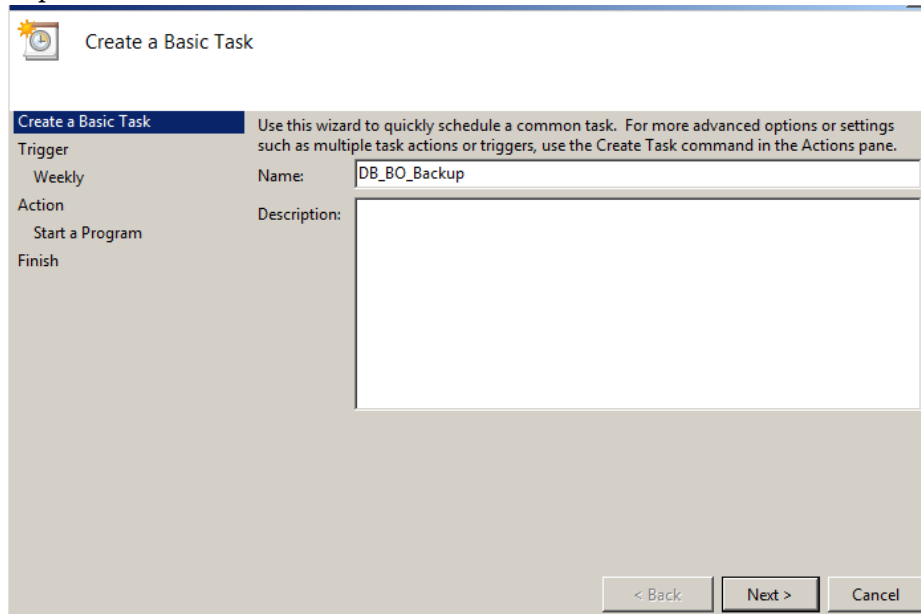 Create a Basic Task
Create a Basic Task
Trigger
Weekly
Action
Start a Program
Finish
Use this wizard to quickly schedule a common task. For more advanced options or settings
such as multiple task actions or triggers, use the Create Task command in the Actions pane.
Name: DB_BO_Backup
Description:
< Back Next > Cancel